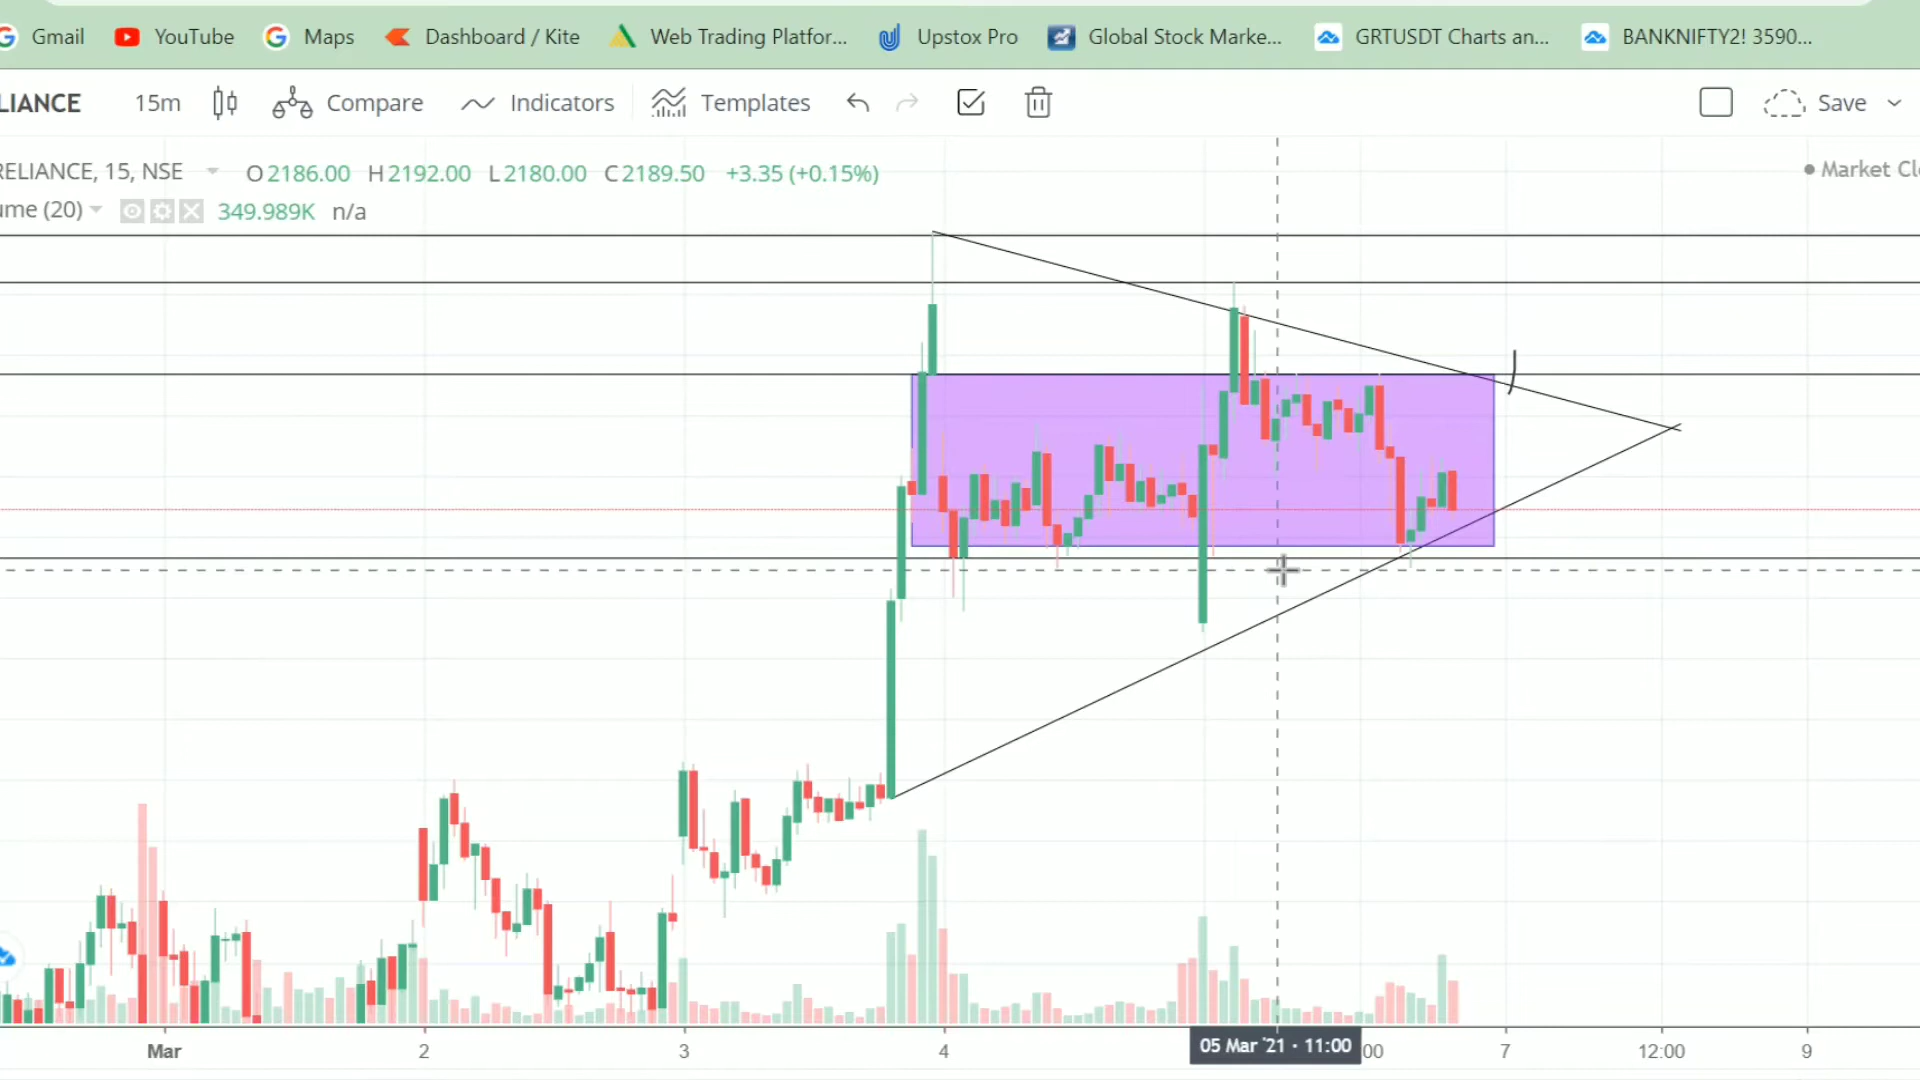 Gmail YouTube Maps Dashboard / Kite Web Trading Platfor... Upstox Pro Global Stock Marke... GRTUSDT Charts an... BANKNIFTY2! 3590...
LIANCE 15m Compare Indicators Templates Save
RELIANCE, 15, NSE O2186.00 H2192.00 L2180.00 C2189.50 +3.35 (+0.15%) Market Cl
ume (20) 349.989K n/a
Mar 2 3 4 05 Mar '21 · 11:00 00 7 12:00 9